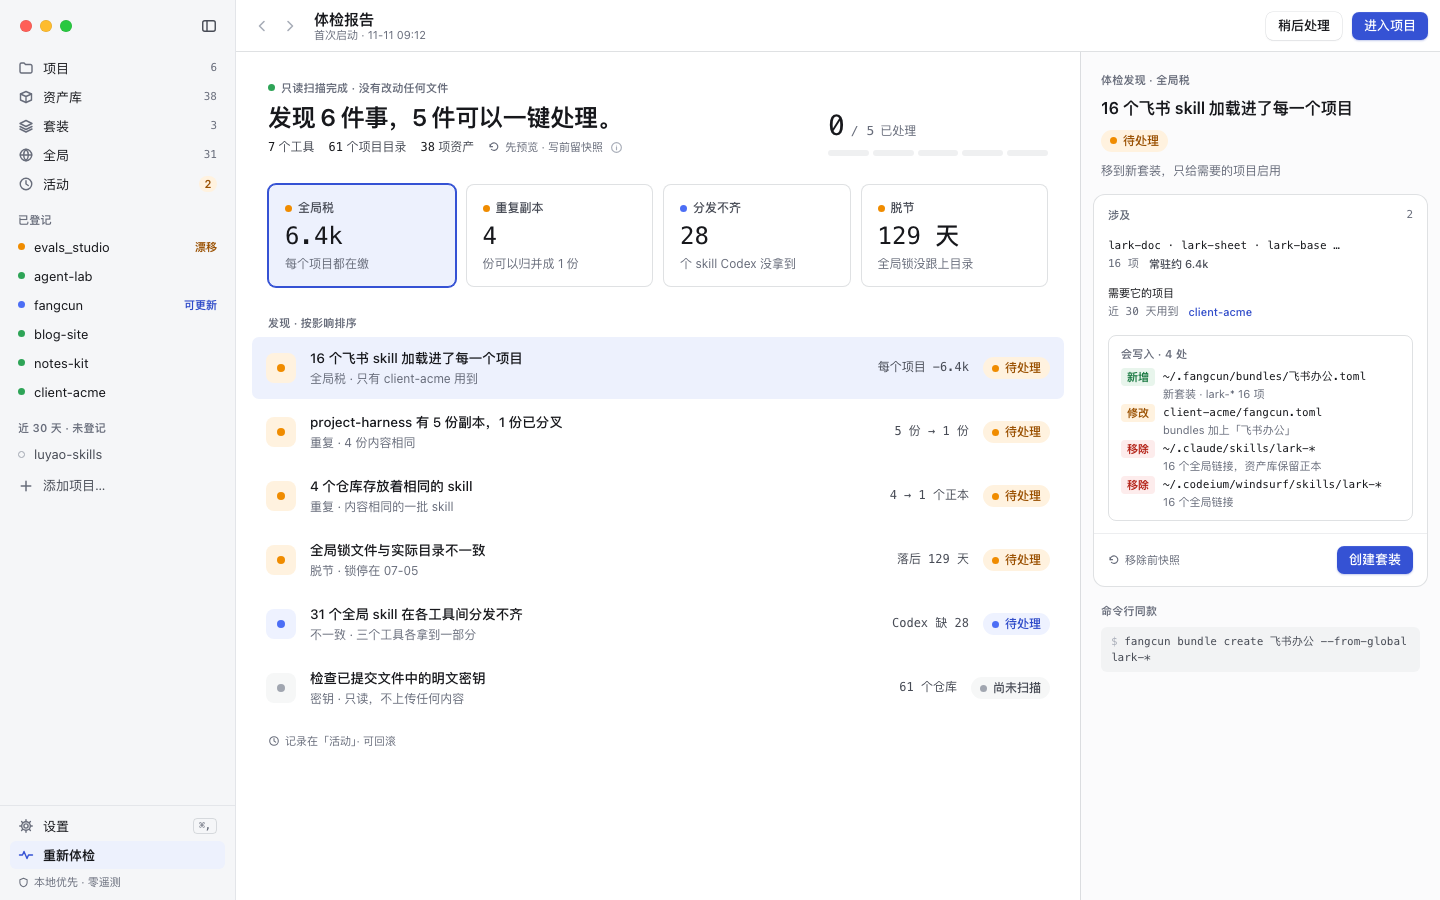 体检报告
首次启动 · 11-11 09:12
稍后处理
进入项目
项目 6
资产库 38
套装 3
全局 31
活动 2
已登记
evals_studio 漂移
agent-lab
fangcun 可更新
blog-site
notes-kit
client-acme
近 30 天 · 未登记
luyao-skills
添加项目...
设置 ⌘,
重新体检
本地优先 · 零遥测
只读扫描完成 · 没有改动任何文件
发现 6 件事，5 件可以一键处理。
7 个工具 61 个项目目录 38 项资产 先预览 · 写前留快照
0 / 5 已处理
全局税
6.4k
每个项目都在缴
重复副本
4
份可以归并成 1 份
分发不齐
28
个 skill Codex 没拿到
脱节
129 天
全局锁没跟上目录
发现 · 按影响排序
16 个飞书 skill 加载进了每一个项目
全局税 · 只有 client-acme 用到
每个项目 −6.4k 待处理
project-harness 有 5 份副本，1 份已分叉
重复 · 4 份内容相同
5 份 → 1 份 待处理
4 个仓库存放着相同的 skill
重复 · 内容相同的一批 skill
4 → 1 个正本 待处理
全局锁文件与实际目录不一致
脱节 · 锁停在 07-05
落后 129 天 待处理
31 个全局 skill 在各工具间分发不齐
不一致 · 三个工具各拿到一部分
Codex 缺 28 待处理
检查已提交文件中的明文密钥
密钥 · 只读，不上传任何内容
61 个仓库 尚未扫描
记录在「活动」· 可回滚
体检发现 · 全局税
16 个飞书 skill 加载进了每一个项目
待处理
移到新套装，只给需要的项目启用
涉及 2
lark-doc · lark-sheet · lark-base …
16 项 常驻约 6.4k
需要它的项目
近 30 天用到 client-acme
会写入 · 4 处
新增 ~/.fangcun/bundles/飞书办公.toml
新套装 · lark-* 16 项
修改 client-acme/fangcun.toml
bundles 加上「飞书办公」
移除 ~/.claude/skills/lark-*
16 个全局链接，资产库保留正本
移除 ~/.codeium/windsurf/skills/lark-*
16 个全局链接
移除前快照
创建套装
命令行同款
$ fangcun bundle create 飞书办公 --from-global
lark-*